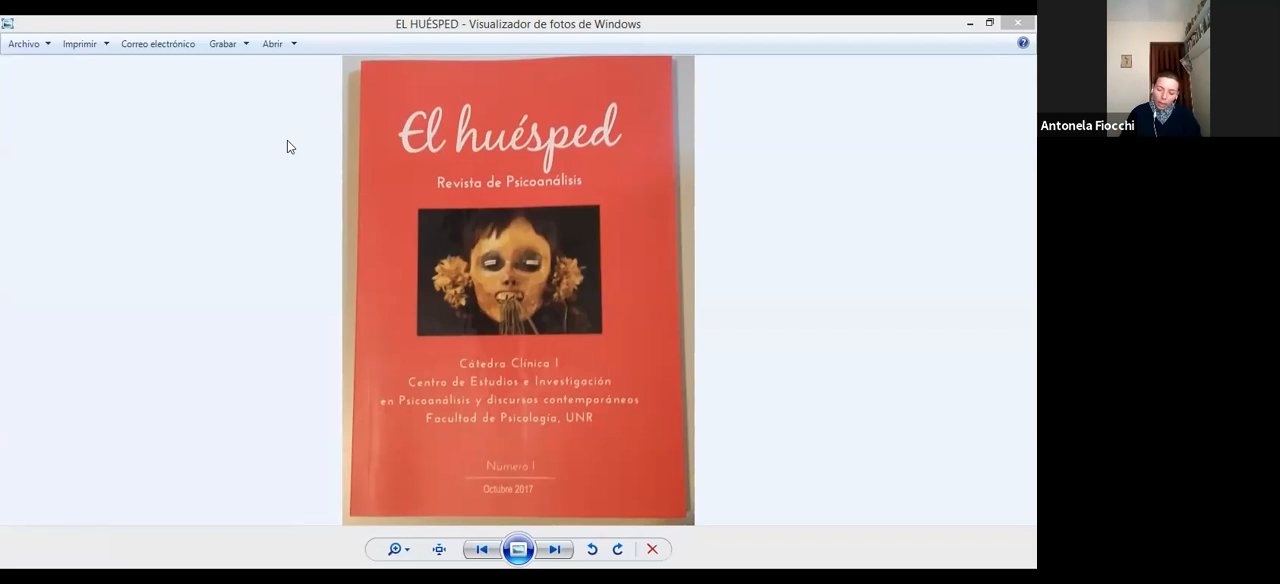 EL HUÉSPED - Visualizador de fotos de Windows
Archivo Imprimir Correo electrónico Grabar Abrir
El huésped
Revista de Psicoanálisis
Cátedra Clínica I
Centro de Estudios e Investigación
en Psicoanálisis y discursos contemporáneos
Facultad de Psicología, UNR
Número I
Octubre 2017
Antonela Fiocchi